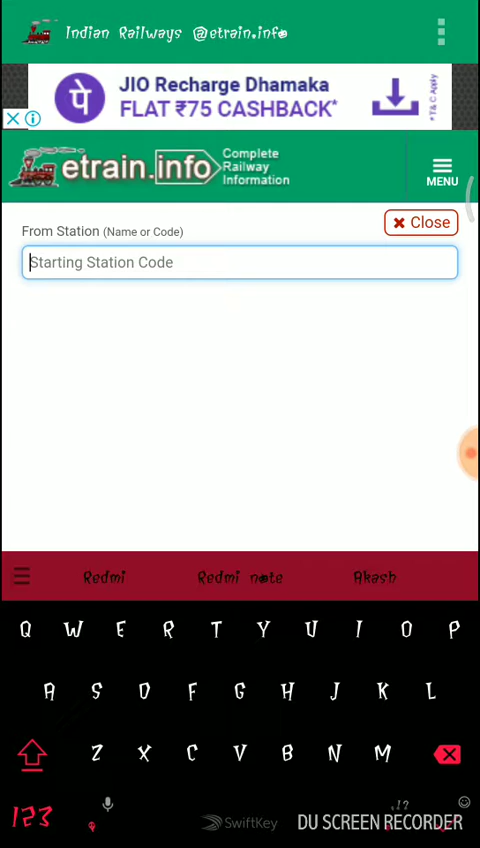 Indian Railways @etrain.info
पे
JIO Recharge Dhamaka
FLAT ₹75 CASHBACK*
*T&C Apply
etrain.info
Complete
Railway
Information
MENU
Close
From Station (Name or Code)
Starting Station Code
Redmi Redmi note Akash
Q W E R T Y U I O P
A S D F G H J K L
Z X C V B N M
123 SwiftKey ,!?
DU SCREEN RECORDER